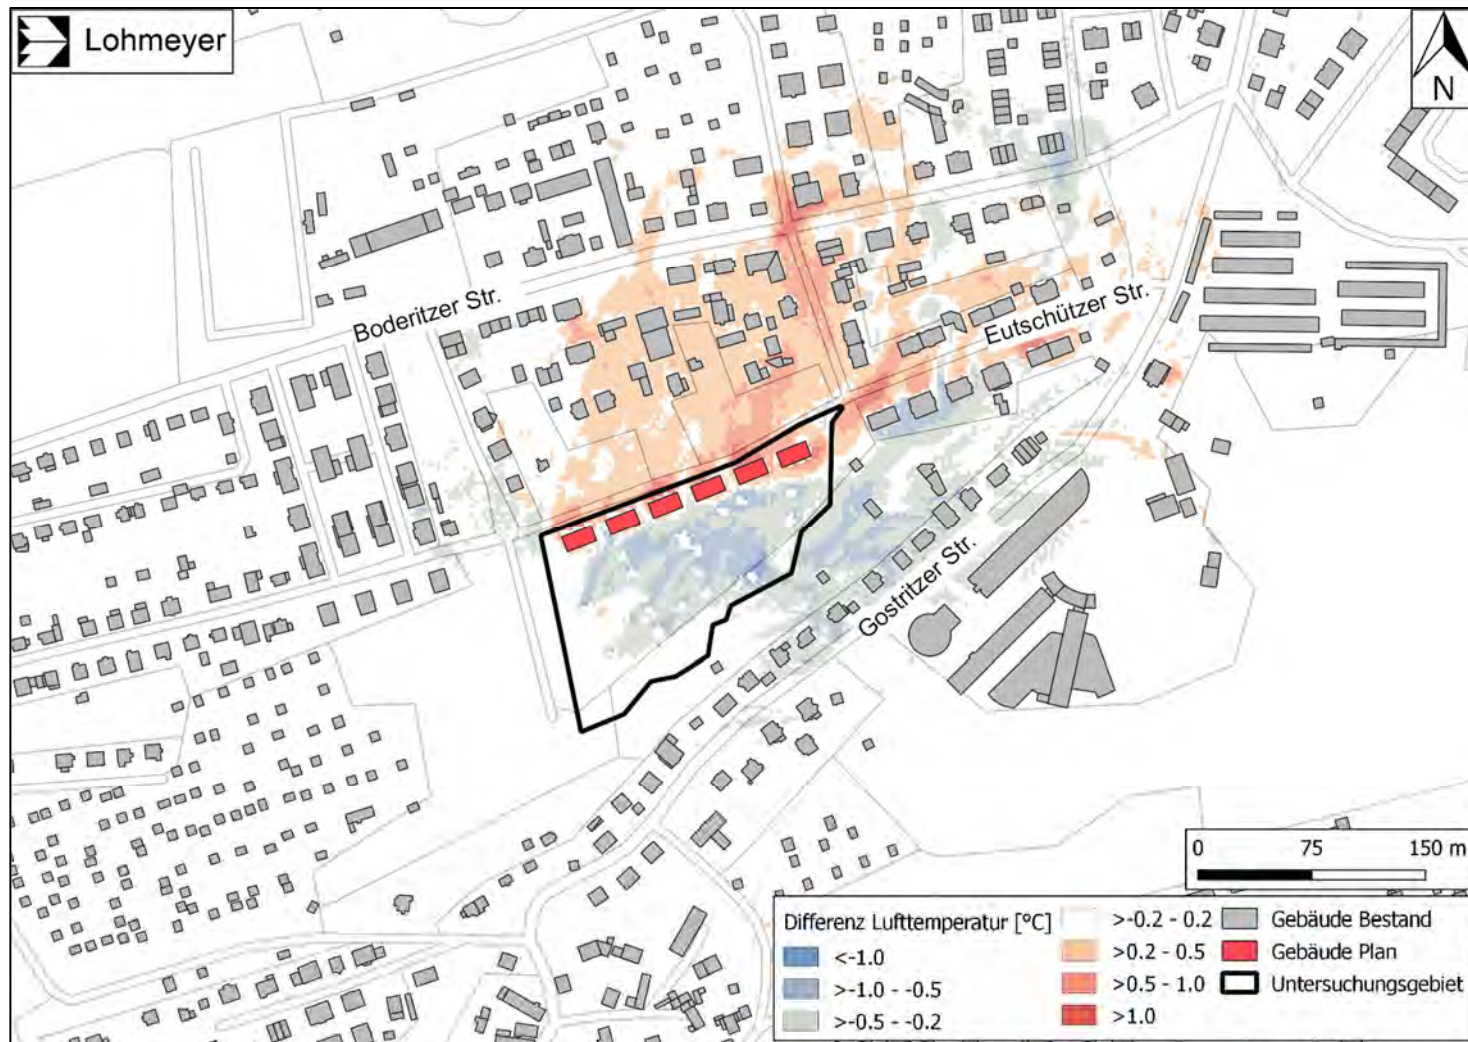 Lohmeyer
N
Boderitzer Str.
Eutschützer Str.
Gostritzer Str.
0 75 150 m
Differenz Lufttemperatur [°C]
<-1.0
>-1.0 - -0.5
>-0.5 - -0.2
>-0.2 - 0.2
>0.2 - 0.5
>0.5 - 1.0
>1.0
Gebäude Bestand
Gebäude Plan
Untersuchungsgebiet